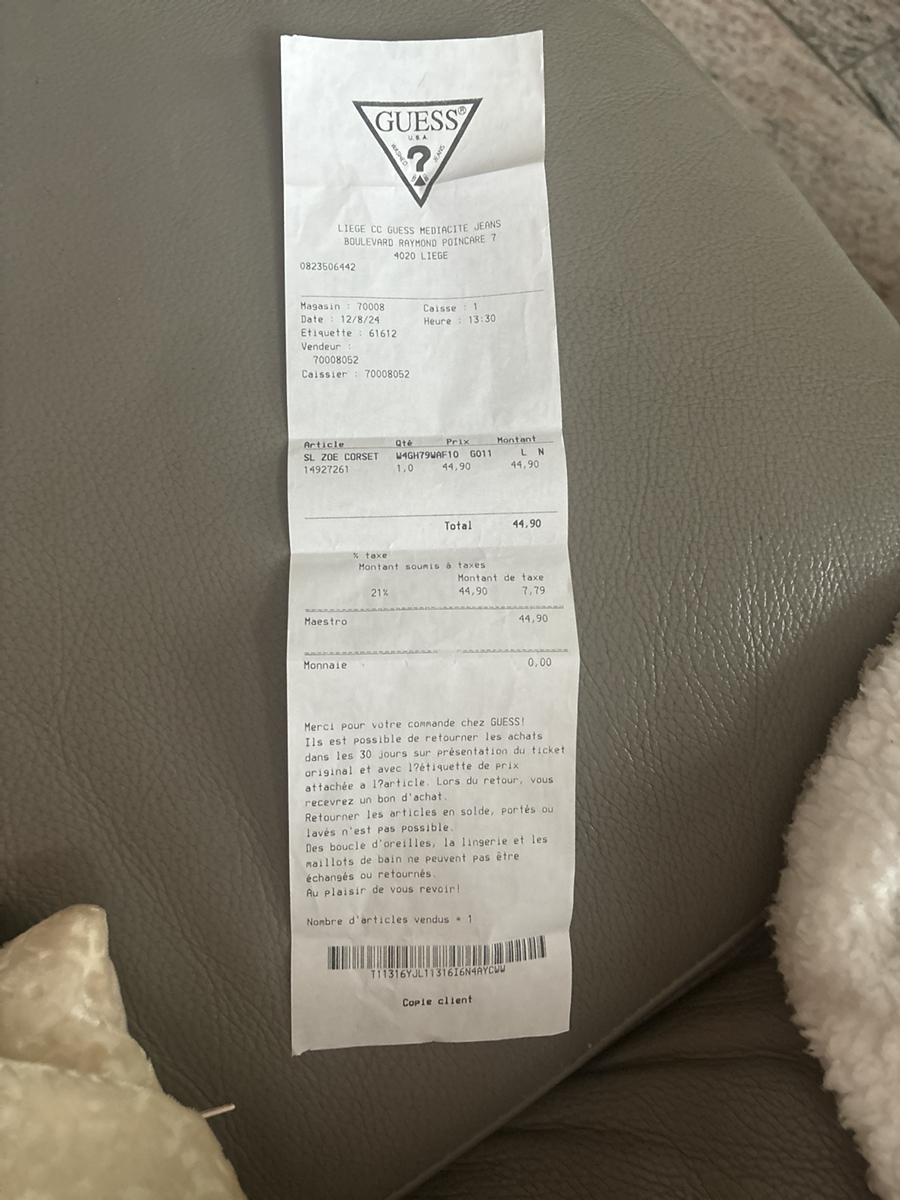 GUESS®
U.S.A.
WASHED JEANS
?
LIEGE CC GUESS MEDIACITE JEANS
BOULEVARD RAYMOND POINCARE 7
4020 LIEGE
0823506442
Magasin : 70008 Caisse : 1
Date : 12/8/24 Heure : 13:30
Etiquette : 61612
Vendeur :
70008052
Caissier : 70008052
Article Qté Prix Montant
SL ZOE CORSET W4GH79WAF10 G011 L N
14927261 1,0 44,90 44,90
Total 44,90
% taxe
Montant soumis à taxes
Montant de taxe
21% 44,90 7,79
Maestro 44,90
Monnaie 0,00
Merci pour votre commande chez GUESS!
Ils est possible de retourner les achats
dans les 30 jours sur présentation du ticket
original et avec l?étiquette de prix
attachée a l?article. Lors du retour, vous
recevrez un bon d'achat.
Retourner les articles en solde, portés ou
lavés n'est pas possible.
Des boucle d'oreilles, la lingerie et les
maillots de bain ne peuvent pas être
échangés ou retournés.
Au plaisir de vous revoir!
Nombre d'articles vendus = 1
T11316YJL11316I6N4AYCWW
Copie client